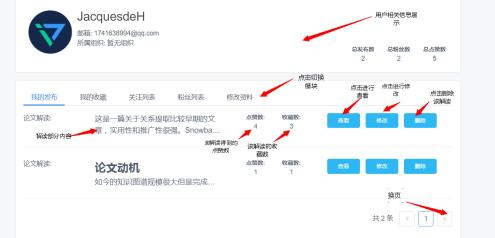 JacquesdeH
用户相关信息展
示
邮箱: 1741638994@qq.com
所属组织: 暂无组织
总发布数 总粉丝数 总点赞数
2 2 5
点击切换
模块
点击进行
查看
点击进行修
改
点击删除
该解读
我的发布 我的收藏 关注列表 粉丝列表 修改资料
论文解读: 这是一篇关于关系提取比较早期的文
章，实用性和推广性很强。Snowba...
点赞数: 收藏数:
4 3
查看 修改 删除
解读部分内容
该解读得到的
点赞数
该解读的收
藏数
论文解读: 论文动机
如今的知识图谱规模很大但是完成...
点赞数: 收藏数:
1 1
查看 修改 删除
换页
共 2 条 < 1 >